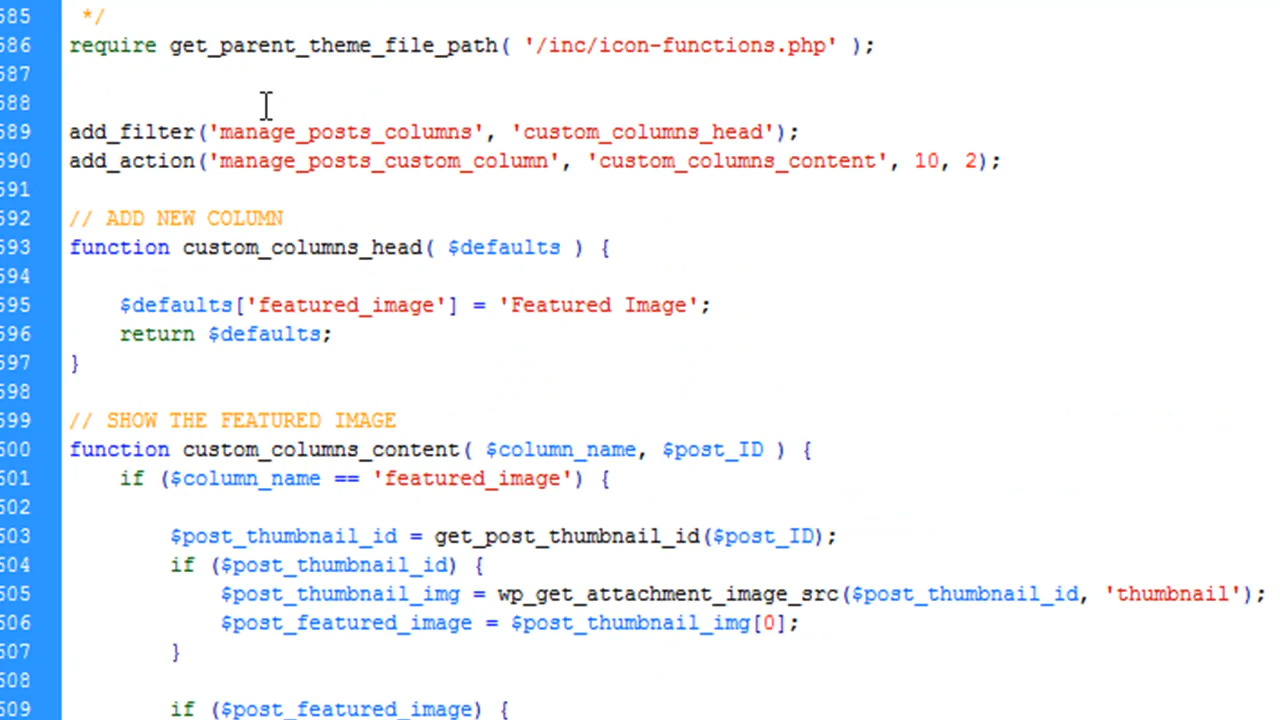 585 */
586 require get_parent_theme_file_path( '/inc/icon-functions.php' );
587
588
589 add_filter('manage_posts_columns', 'custom_columns_head');
590 add_action('manage_posts_custom_column', 'custom_columns_content', 10, 2);
591
592 // ADD NEW COLUMN
593 function custom_columns_head( $defaults ) {
594
595 $defaults['featured_image'] = 'Featured Image';
596 return $defaults;
597 }
598
599 // SHOW THE FEATURED IMAGE
500 function custom_columns_content( $column_name, $post_ID ) {
501 if ($column_name == 'featured_image') {
502
503 $post_thumbnail_id = get_post_thumbnail_id($post_ID);
504 if ($post_thumbnail_id) {
505 $post_thumbnail_img = wp_get_attachment_image_src($post_thumbnail_id, 'thumbnail');
506 $post_featured_image = $post_thumbnail_img[0];
507 }
508
509 if ($post_featured_image) {